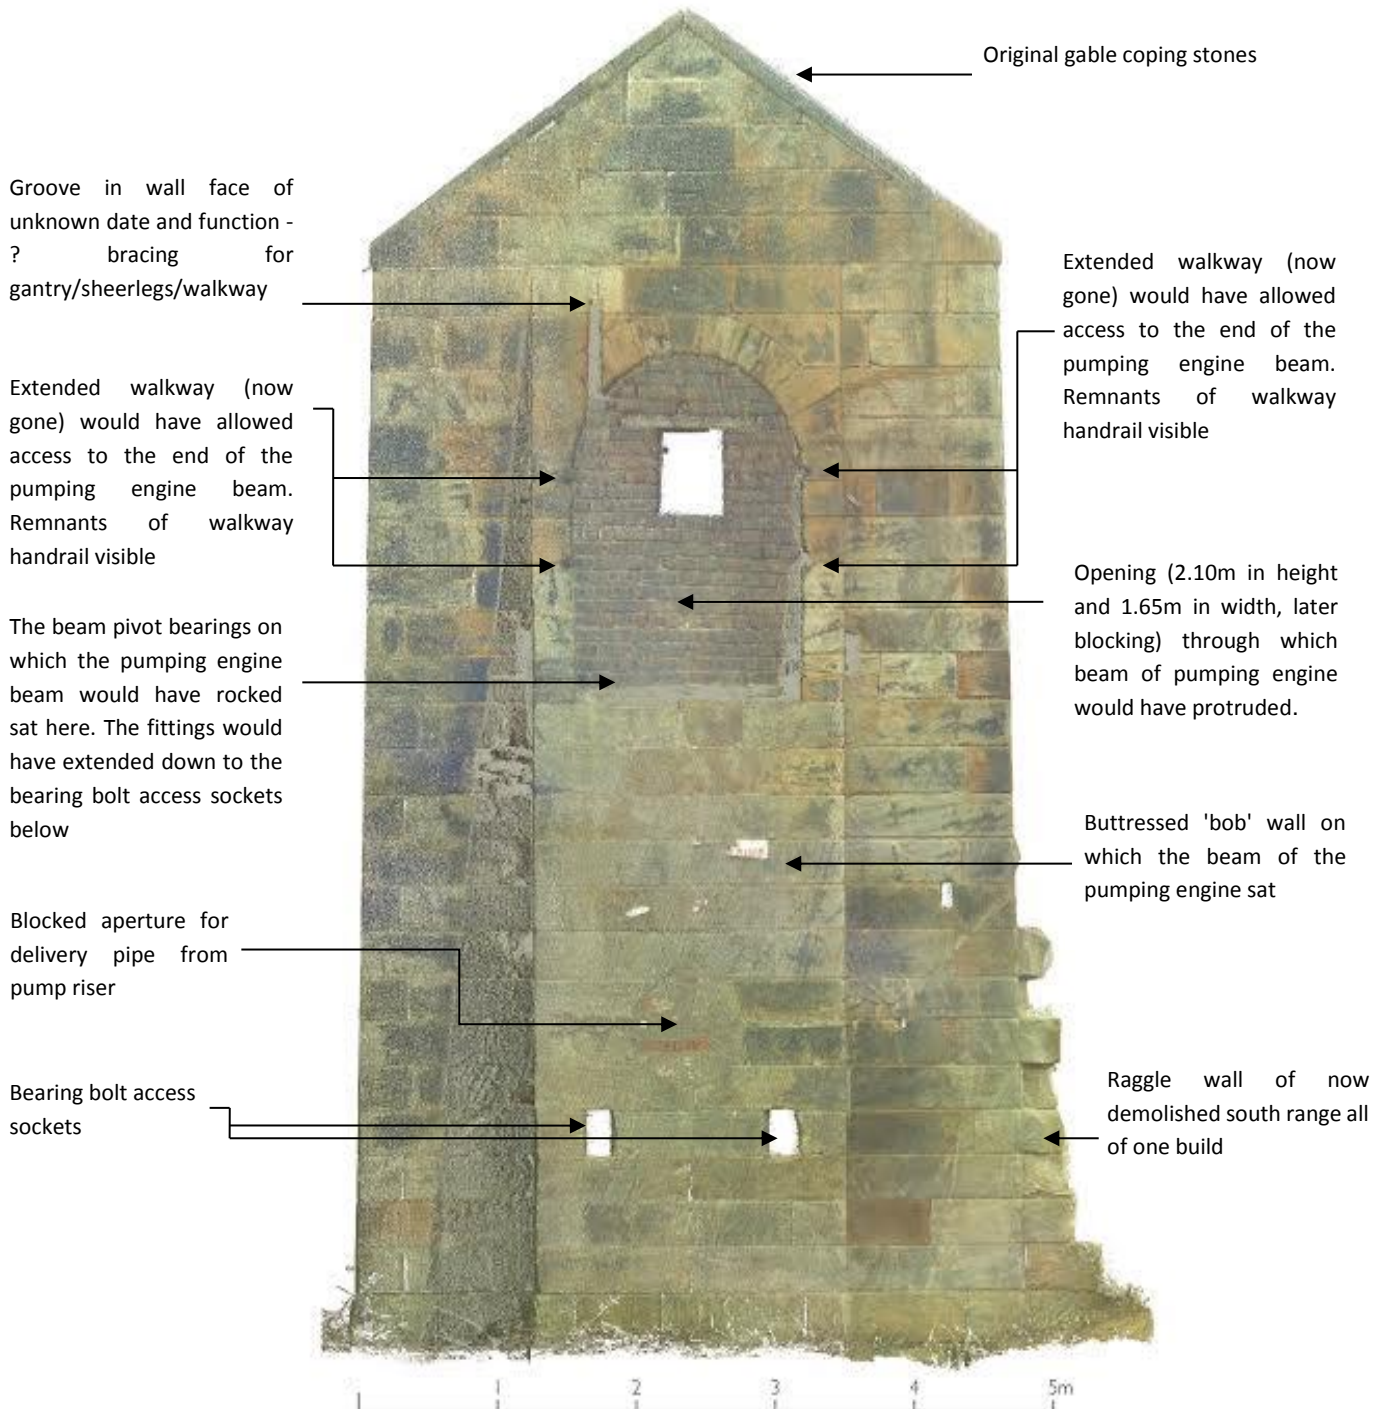 Original gable coping stones
Groove in wall face of
unknown date and function -
? bracing for
gantry/sheerlegs/walkway
Extended walkway (now
gone) would have allowed
access to the end of the
pumping engine beam.
Remnants of walkway
handrail visible
Extended walkway (now
gone) would have allowed
access to the end of the
pumping engine beam.
Remnants of walkway
handrail visible
Opening (2.10m in height
and 1.65m in width, later
blocking) through which
beam of pumping engine
would have protruded.
The beam pivot bearings on
which the pumping engine
beam would have rocked
sat here. The fittings would
have extended down to the
bearing bolt access sockets
below
Buttressed 'bob' wall on
which the beam of the
pumping engine sat
Blocked aperture for
delivery pipe from
pump riser
Bearing bolt access
sockets
Raggle wall of now
demolished south range all
of one build
1 2 3 4 5m